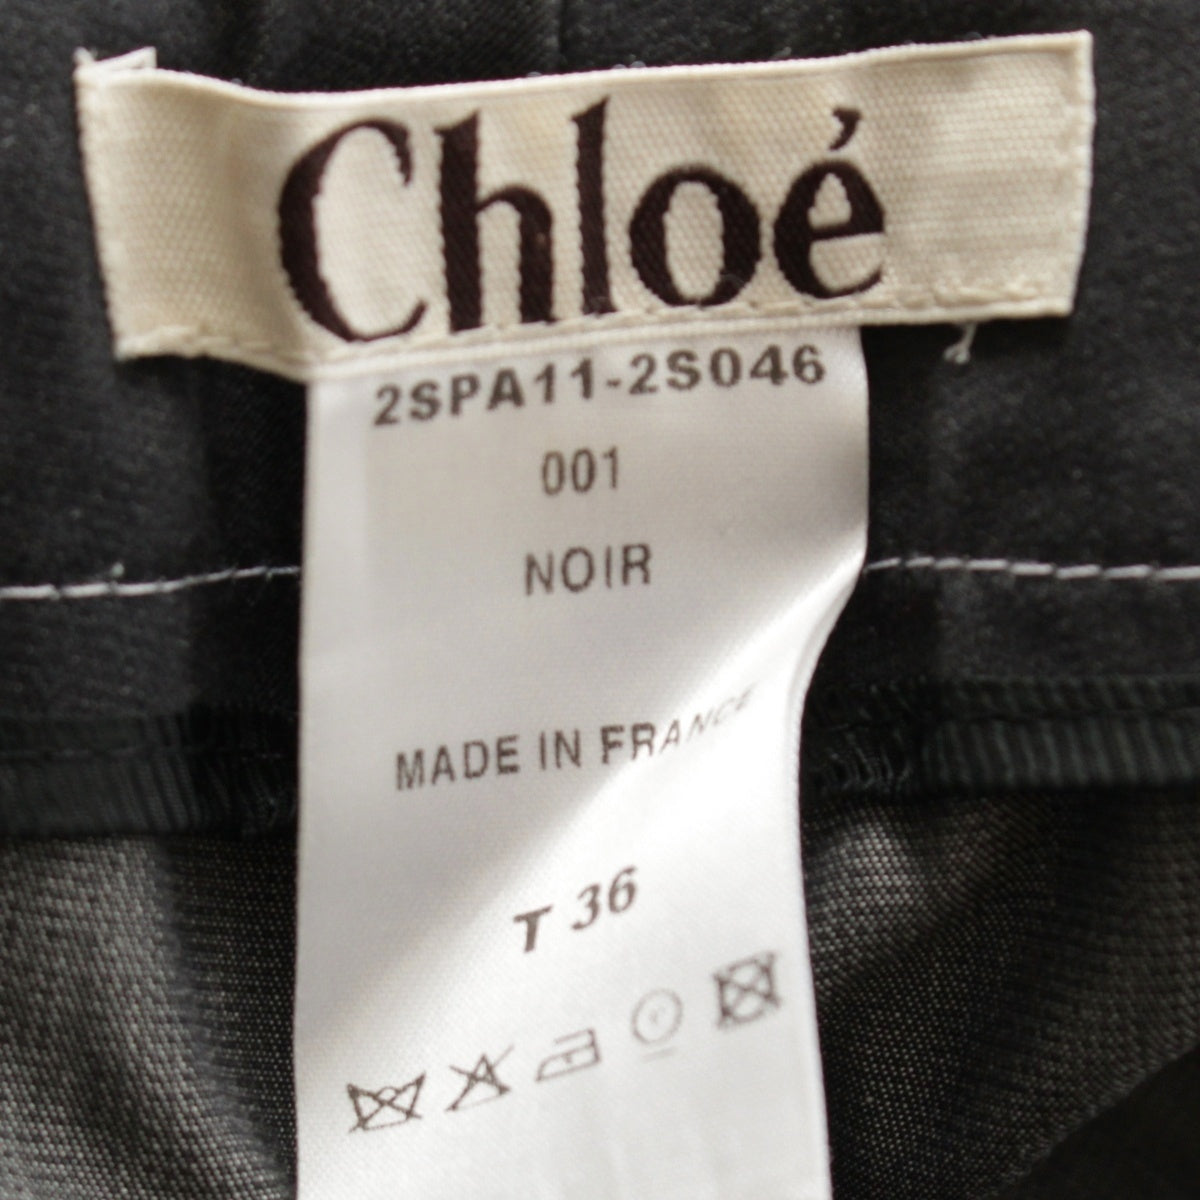 Chloé
2SPA11-2S046
001
NOIR
MADE IN FRANCE
T 36